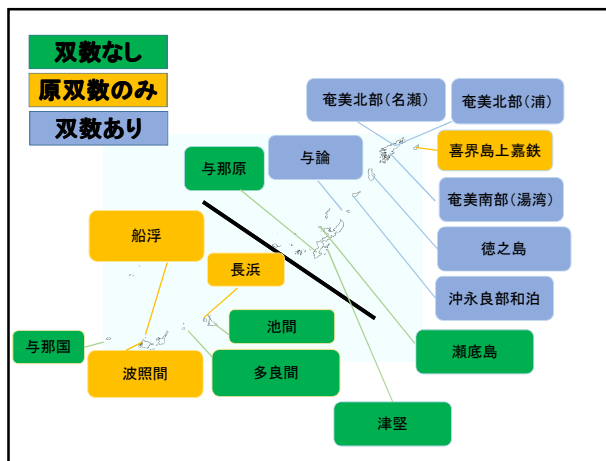 双数なし
原双数のみ
双数あり
奄美北部(名瀬)
奄美北部(浦)
与那原
与論
喜界島上嘉鉄
奄美南部(湯湾)
船浮
長浜
徳之島
沖永良部和泊
池間
与那国
波照間
多良間
瀬底島
津堅